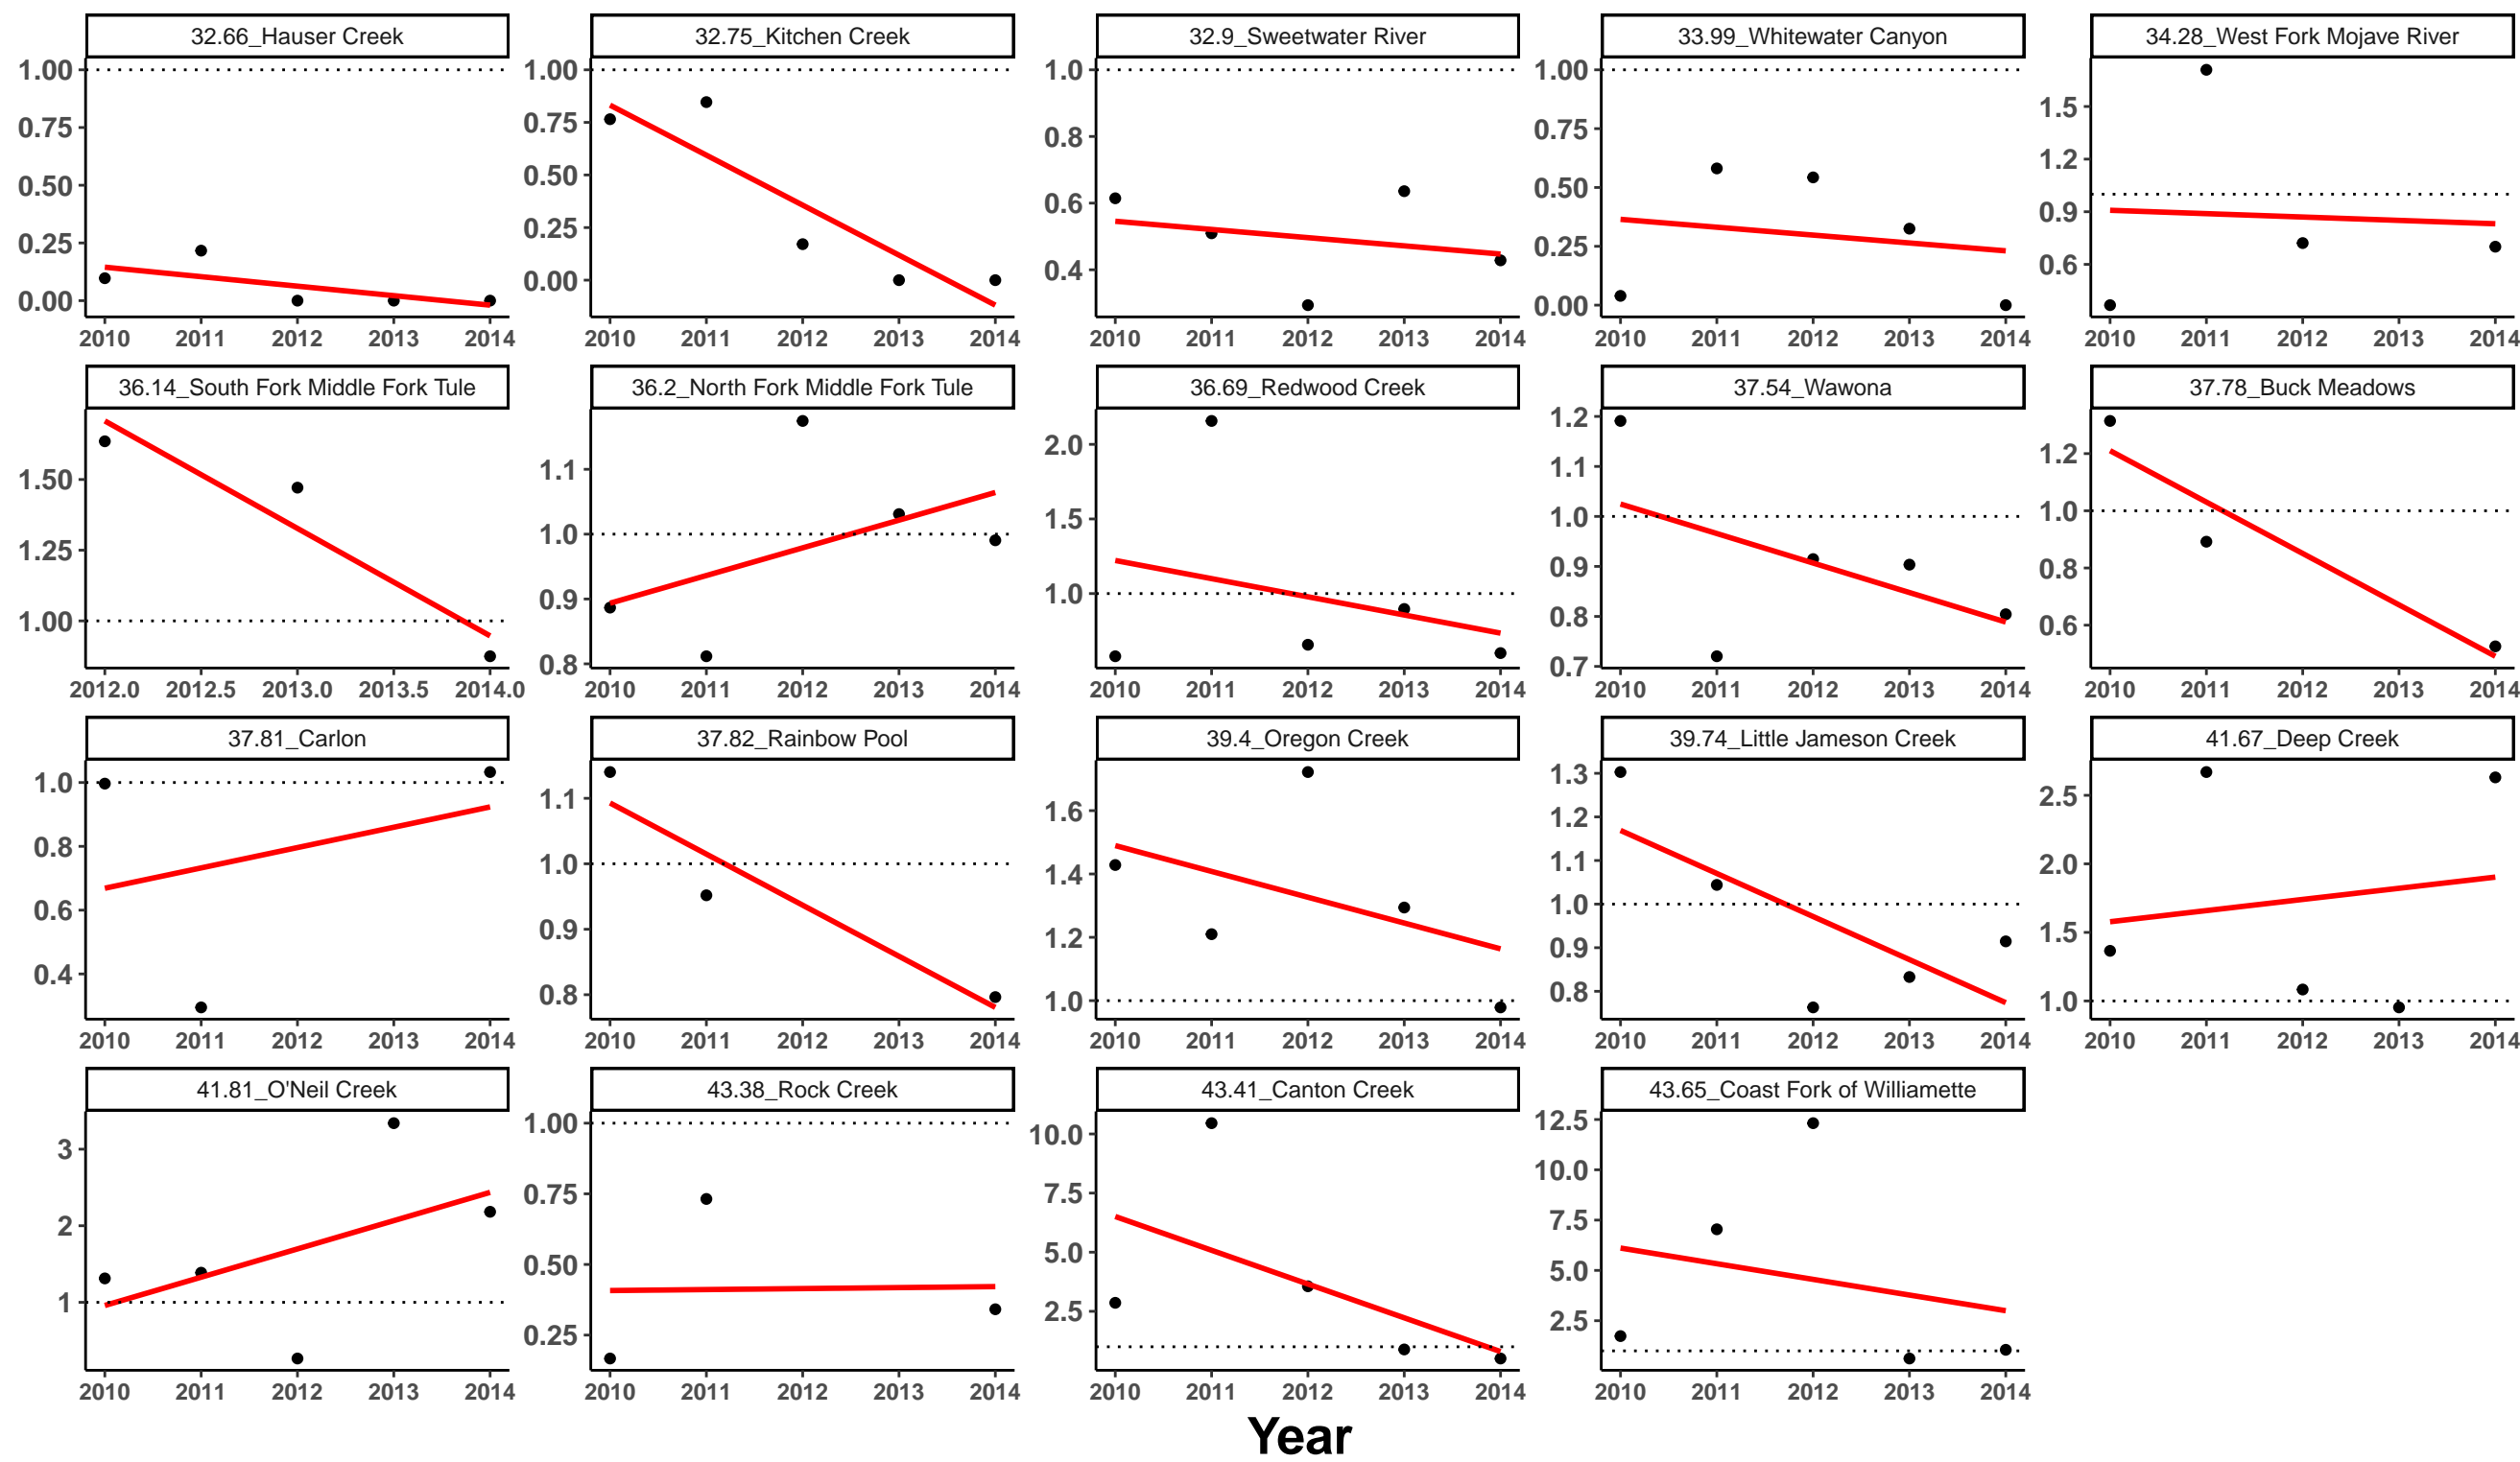 32.66_Hauser Creek
32.75_Kitchen Creek
32.9_Sweetwater River
33.99_Whitewater Canyon
34.28_West Fork Mojave River
1.00
0.75
0.50
0.25
0.00
2010 2011 2012 2013 2014
1.00
0.75
0.50
0.25
0.00
2010 2011 2012 2013 2014
1.0
0.8
0.6
0.4
2010 2011 2012 2013 2014
1.00
0.75
0.50
0.25
0.00
2010 2011 2012 2013 2014
1.5
1.2
0.9
0.6
2010 2011 2012 2013 2014
36.14_South Fork Middle Fork Tule
36.2_North Fork Middle Fork Tule
36.69_Redwood Creek
37.54_Wawona
37.78_Buck Meadows
1.50
1.25
1.00
2012.0 2012.5 2013.0 2013.5 2014.0
1.1
1.0
0.9
0.8
2010 2011 2012 2013 2014
2.0
1.5
1.0
2010 2011 2012 2013 2014
1.2
1.1
1.0
0.9
0.8
0.7
2010 2011 2012 2013 2014
1.2
1.0
0.8
0.6
2010 2011 2012 2013 2014
37.81_Carlon
37.82_Rainbow Pool
39.4_Oregon Creek
39.74_Little Jameson Creek
41.67_Deep Creek
1.0
0.8
0.6
0.4
2010 2011 2012 2013 2014
1.1
1.0
0.9
0.8
2010 2011 2012 2013 2014
1.6
1.4
1.2
1.0
2010 2011 2012 2013 2014
1.3
1.2
1.1
1.0
0.9
0.8
2010 2011 2012 2013 2014
2.5
2.0
1.5
1.0
2010 2011 2012 2013 2014
41.81_O'Neil Creek
43.38_Rock Creek
43.41_Canton Creek
43.65_Coast Fork of Williamette
3
2
1
2010 2011 2012 2013 2014
1.00
0.75
0.50
0.25
2010 2011 2012 2013 2014
10.0
7.5
5.0
2.5
2010 2011 2012 2013 2014
12.5
10.0
7.5
5.0
2.5
2010 2011 2012 2013 2014
Year